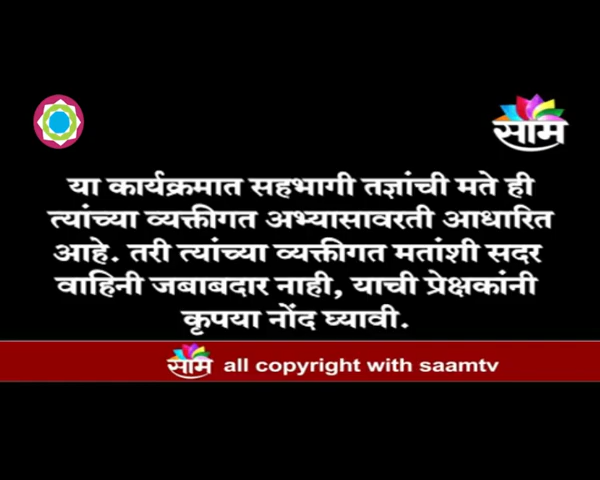 साम
या कार्यक्रमात सहभागी तज्ञांची मते ही
त्यांच्या व्यक्तीगत अभ्यासावरती आधारित
आहे. तरी त्यांच्या व्यक्तीगत मतांशी सदर
वाहिनी जबाबदार नाही, याची प्रेक्षकांनी
कृपया नोंद घ्यावी.
साम all copyright with saamtv